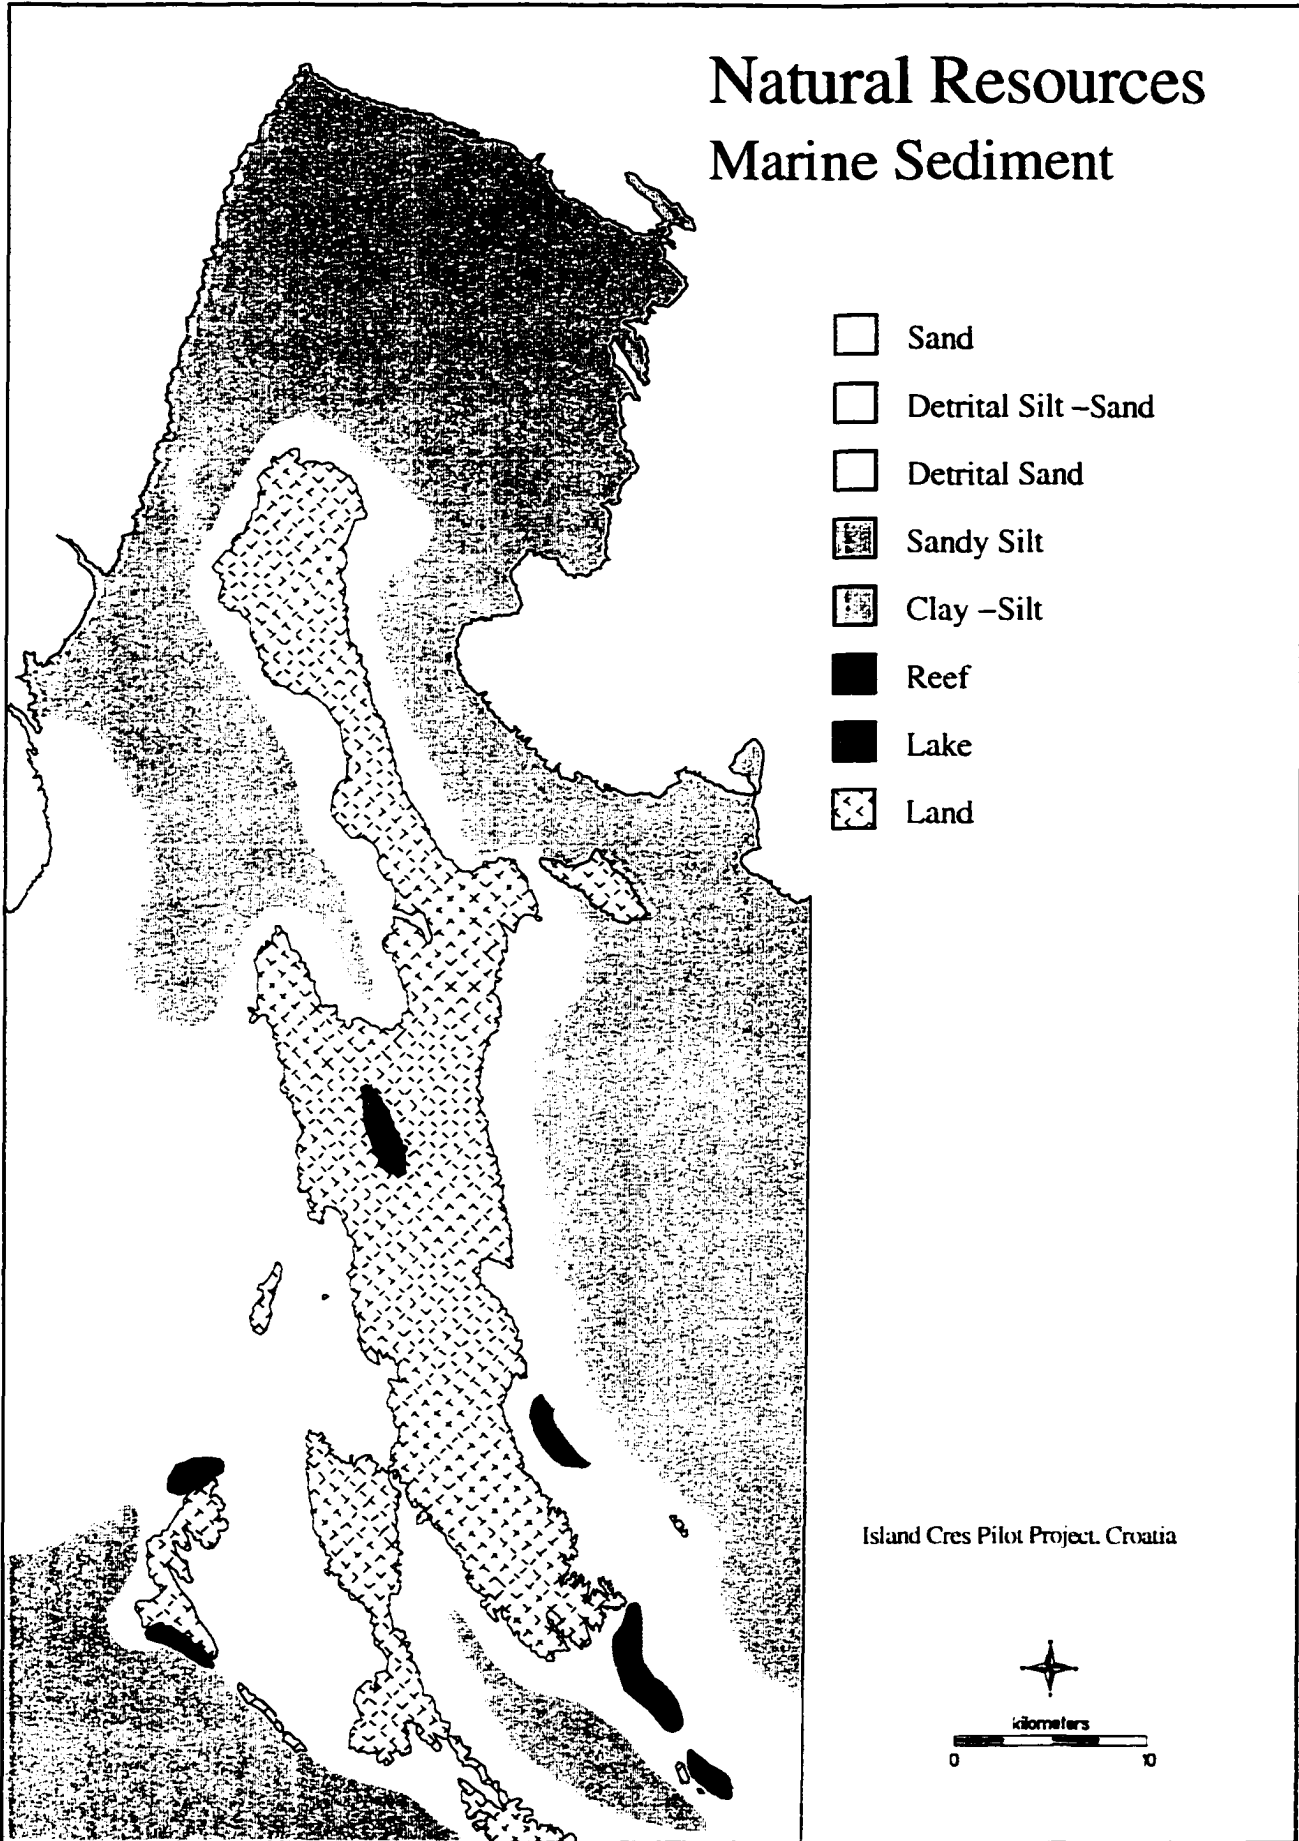 Natural Resources
Marine Sediment
Sand
Detrital Silt –Sand
Detrital Sand
Sandy Silt
Clay –Silt
Reef
Lake
Land
Island Cres Pilot Project. Croatia
kilometers
0 10